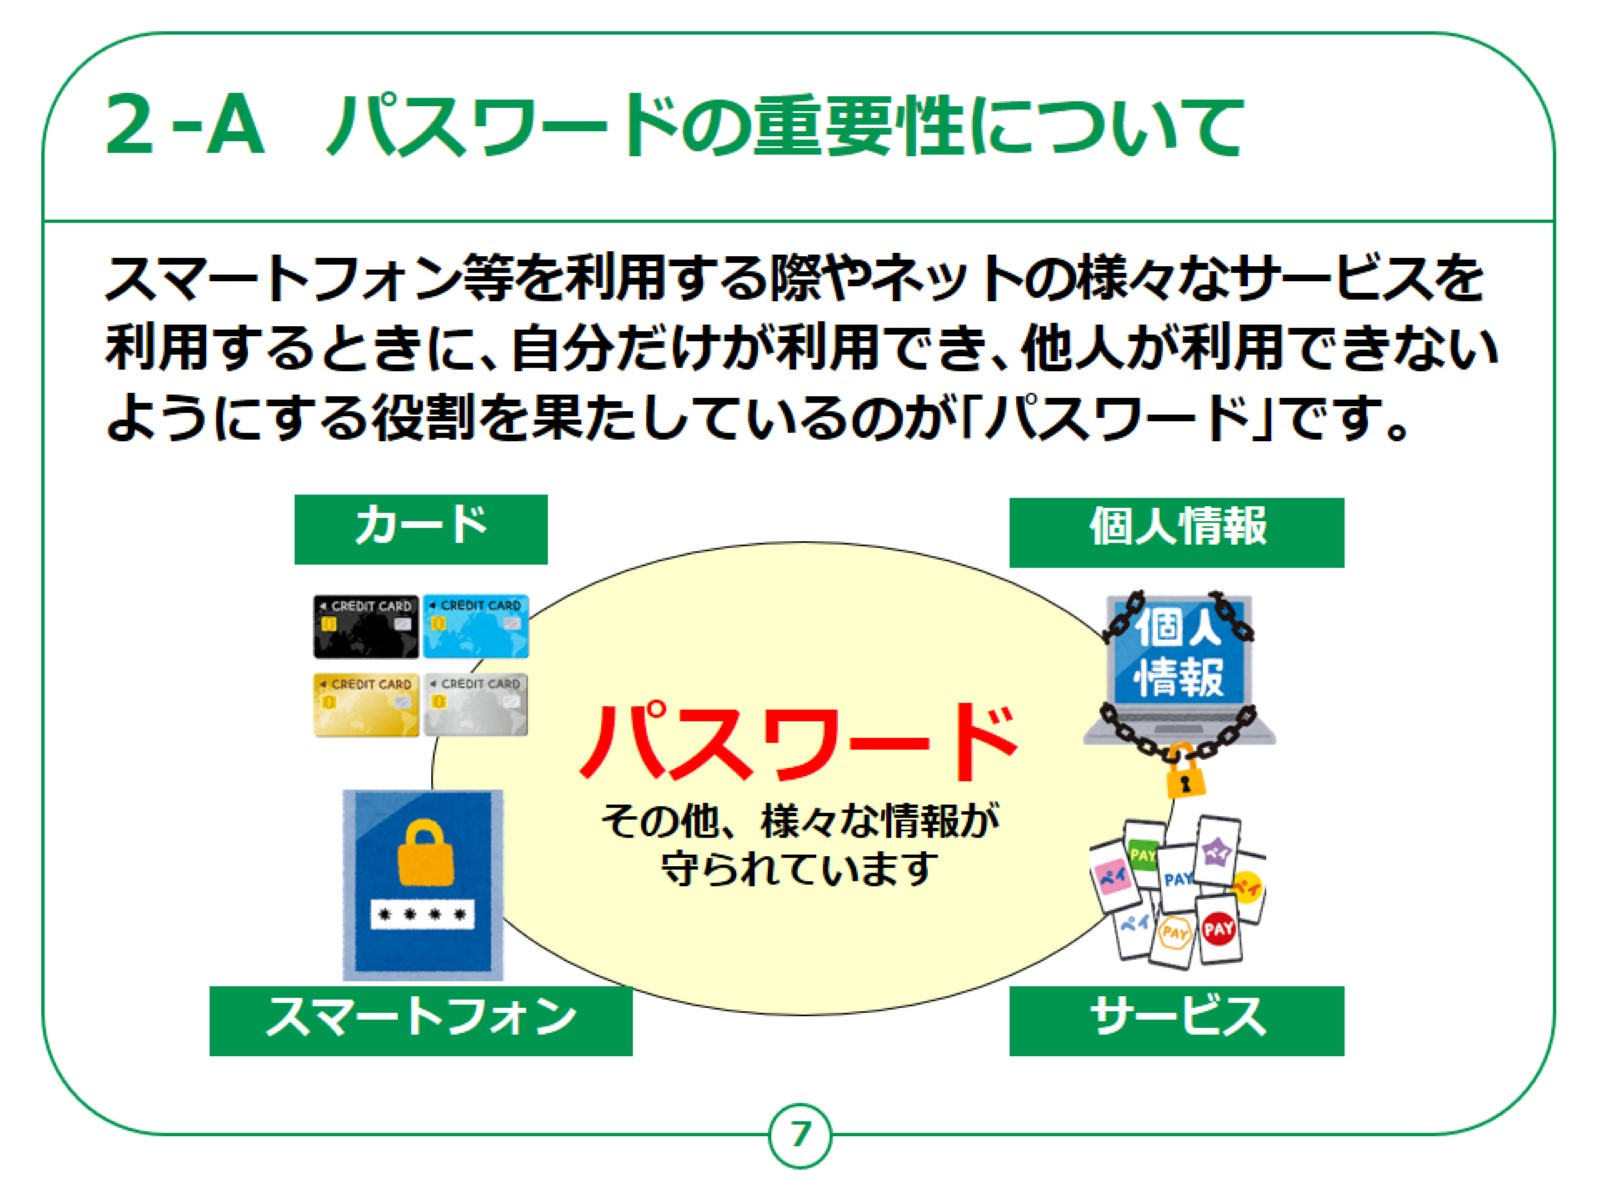 ２-A　パスワードの重要性について
スマートフォン等を利用する際やネットの様々なサービスを
利用するときに、自分だけが利用でき、他人が利用できない
ようにする役割を果たしているのが「パスワード」です。
カード
個人情報
CREDIT CARD
CREDIT CARD
CREDIT CARD
CREDIT CARD
個人
情報
パスワード
その他、様々な情報が
守られています
＊＊＊＊
ペイ
PAY
PAY
ペイ
ペイ
ペイ
PAY
PAY
スマートフォン
サービス
7